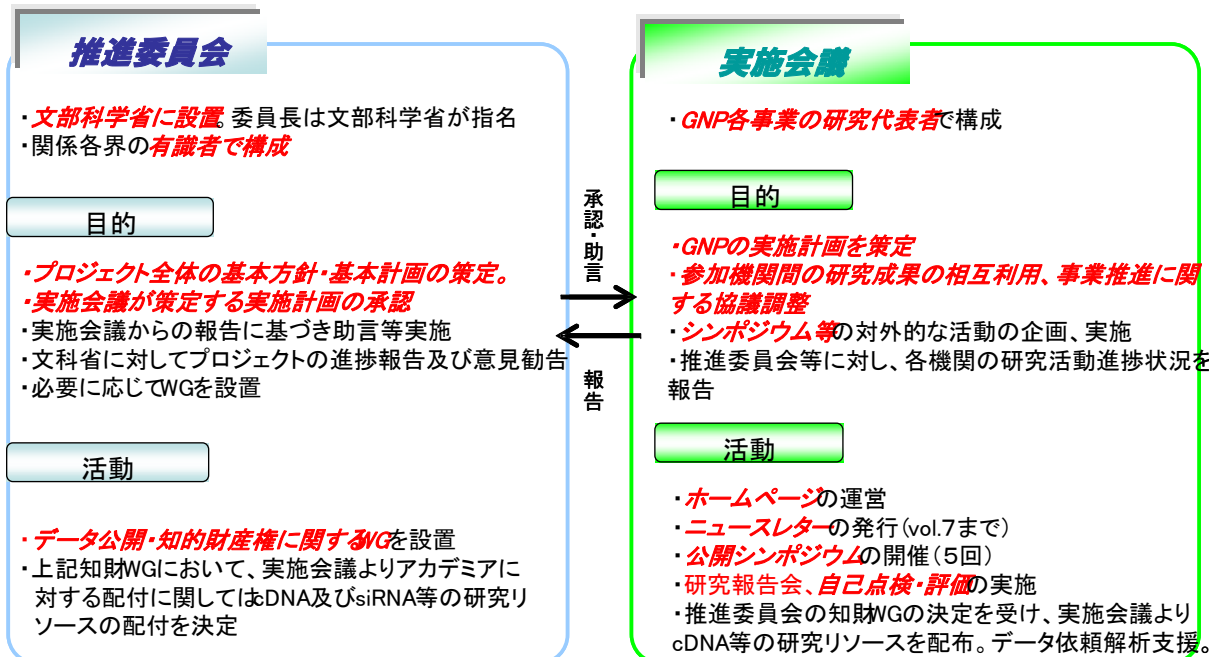 推進委員会
・文部科学省に設置。委員長は文部科学省が指名
・関係各界の有識者で構成
目的
・プロジェクト全体の基本方針・基本計画の策定。
・実施会議が策定する実施計画の承認
・実施会議からの報告に基づき助言等実施
・文科省に対してプロジェクトの進捗報告及び意見勧告
・必要に応じてWGを設置
活動
・データ公開・知的財産権に関するWGを設置
・上記知財WGにおいて、実施会議よりアカデミアに
対する配付に関してはcDNA及びsiRNA等の研究リ
ソースの配付を決定
承認・助言
報告
実施会議
・GNP各事業の研究代表者で構成
目的
・GNPの実施計画を策定
・参加機関間の研究成果の相互利用、事業推進に関
する協議調整
・シンポジウム等の対外的な活動の企画、実施
・推進委員会等に対し、各機関の研究活動進捗状況を
報告
活動
・ホームページの運営
・ニュースレターの発行(vol.7まで)
・公開シンポジウムの開催(5回)
・研究報告会、自己点検・評価の実施
・推進委員会の知財WGの決定を受け、実施会議より
cDNA等の研究リソースを配布。データ依頼解析支援。